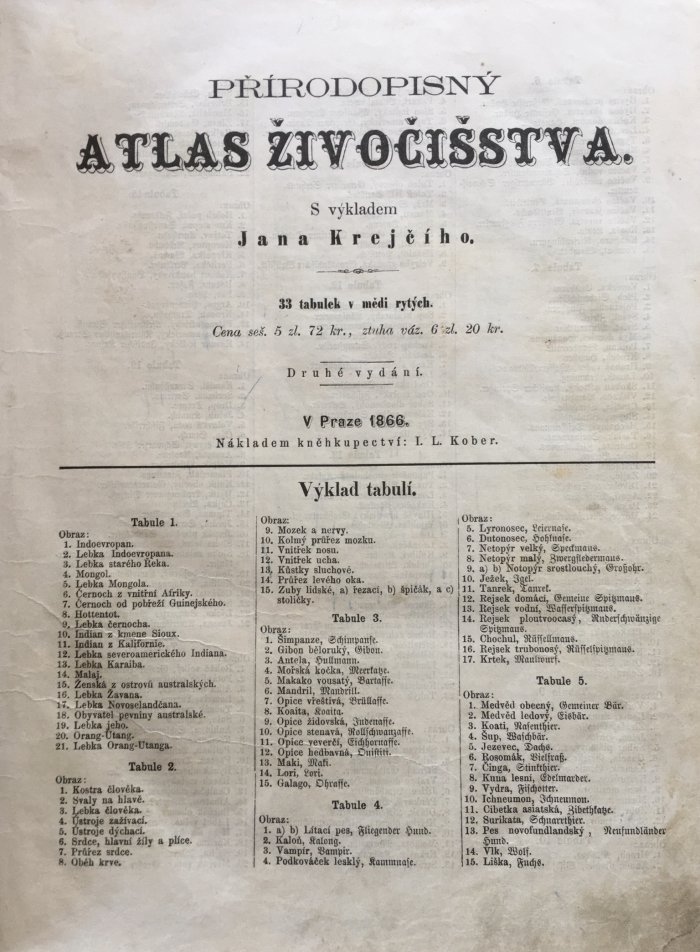 PŘÍRODOPISNÝ
ATLAS ŽIVOČIŠSTVA.
S výkladem
Jana Krejčího.
33 tabulek v mědi rytých.
Cena seš. 5 zl. 72 kr., ztuha váz. 6 zl. 20 kr.
Druhé vydání.
V Praze 1866.
Nákladem kněhkupectví: I. L. Kober.
Výklad tabulí.
Tabule 1.
Obraz:
1. Indoevropan.
2. Lebka Indoevropana.
3. Lebka starého Řeka.
4. Mongol.
5. Lebka Mongola.
6. Černoch z vnitřní Afriky.
7. Černoch od pobřeží Guinejského.
8. Hottentot.
9. Lebka černocha.
10. Indian z kmene Sioux.
11. Indian z Kalifornie.
12. Lebka severoamerického Indiana.
13. Lebka Karaiba.
14. Malaj.
15. Ženská z ostrovů australských.
16. Lebka Žavana.
17. Lebka Novoselandčana.
18. Obyvatel pevniny australské.
19. Lebka jeho.
20. Orang-Utang.
21. Lebka Orang-Utanga.
Tabule 2.
Obraz:
1. Kostra člověka.
2. Svaly na hlavě.
3. Lebka člověka.
4. Ústroje zažívací.
5. Ústroje dýchací.
6. Srdce, hlavní žíly a plíce.
7. Průřez srdce.
8. Oběh krve.
Obraz:
9. Mozek a nervy.
10. Kolmý průřez mozku.
11. Vnitřek nosu.
12. Vnitřek ucha.
13. Kůstky sluchové.
14. Průřez levého oka.
15. Zuby lidské, a) řezací, b) špičák, a c)
stoličky.
Tabule 3.
Obraz:
1. Šimpanze, Schimpanse.
2. Gibon běloruký, Gibon.
3. Antela, Hullmann.
4. Mořská kočka, Meerkatze.
5. Makako vousatý, Bartaffe.
6. Mandril, Mandrill.
7. Opice vřeštivá, Brüllaffe.
8. Koaita, Koaita.
9. Opice židovská, Judenaffe.
10. Opice stenavá, Rollschwanzaffe.
11. Opice veverčí, Eichhornaffe.
12. Opice hedbavná, Ouistiti.
13. Maki, Maki.
14. Lori, Lori.
15. Galago, Ohraffe.
Tabule 4.
Obraz:
1. a) b) Lítací pes, Fliegender Hund.
2. Kaloň, Kalong.
3. Vampír, Vampir.
4. Podkováček lesklý, Kammnase.
Obraz:
5. Lyronosec, Leiernase.
6. Dutonosec, Hohlnase.
7. Netopýr velký, Speckmaus.
8. Netopýr malý, Zwergfledermaus.
9. a) b) Notopýr srostlouchý, Großohr.
10. Ježek, Igel.
11. Tanrek, Tanrek.
12. Rejsek domácí, Gemeine Spitzmaus.
13. Rejsek vodní, Wasserspitzmaus.
14. Rejsek ploutvoocasý, Ruderschwänzige
Spitzmaus.
15. Chochul, Rüsselmaus.
16. Rejsek trubonosý, Rüsselspitzmaus.
17. Krtek, Maulwurf.
Tabule 5.
Obraz:
1. Medvěd obecný, Gemeiner Bär.
2. Medvěd ledový, Eisbär.
3. Koati, Nasenthier.
4. Šup, Waschbär.
5. Jezevec, Dachs.
6. Rosomák, Vielfraß.
7. Činga, Stinkthier.
8. Kuna lesní, Edelmarder.
9. Vydra, Fischotter.
10. Ichneumon, Ichneumon.
11. Cibetka asiatská, Zibethkatze.
12. Surikata, Schnarrthier.
13. Pes novofundlandský, Neufundländer
Hund.
14. Vlk, Wolf.
15. Liška, Fuchs.